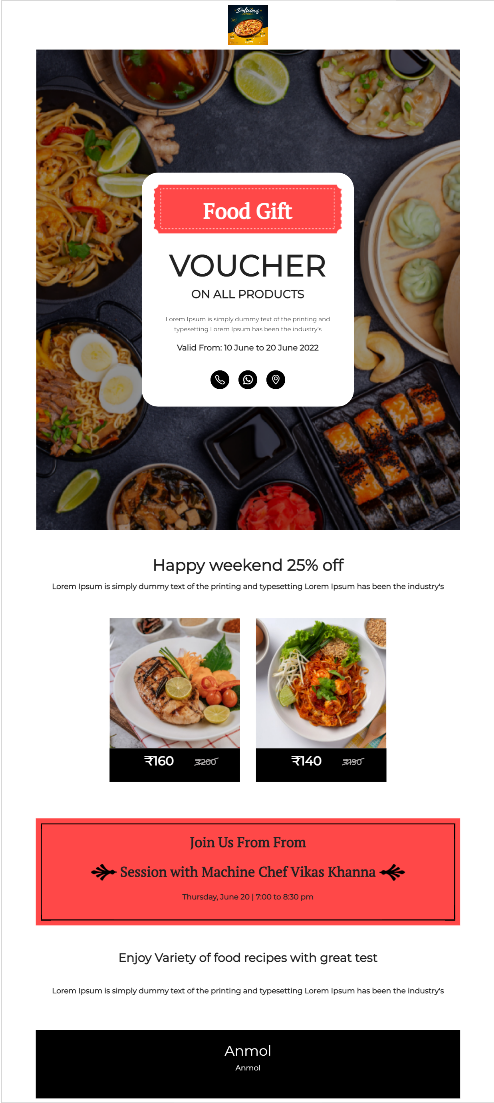 Delicious
Food Gift
VOUCHER
ON ALL PRODUCTS
Lorem Ipsum is simply dummy text of the printing and
typesetting Lorem Ipsum has been the industry's
Valid From: 10 June to 20 June 2022
Happy weekend 25% off
Lorem Ipsum is simply dummy text of the printing and typesetting Lorem Ipsum has been the industry's
₹160 ₹200
₹140 ₹190
Join Us From From
Session with Machine Chef Vikas Khanna
Thursday, June 20 | 7:00 to 8:30 pm
Enjoy Variety of food recipes with great test
Lorem Ipsum is simply dummy text of the printing and typesetting Lorem Ipsum has been the industry's
Anmol
Anmol